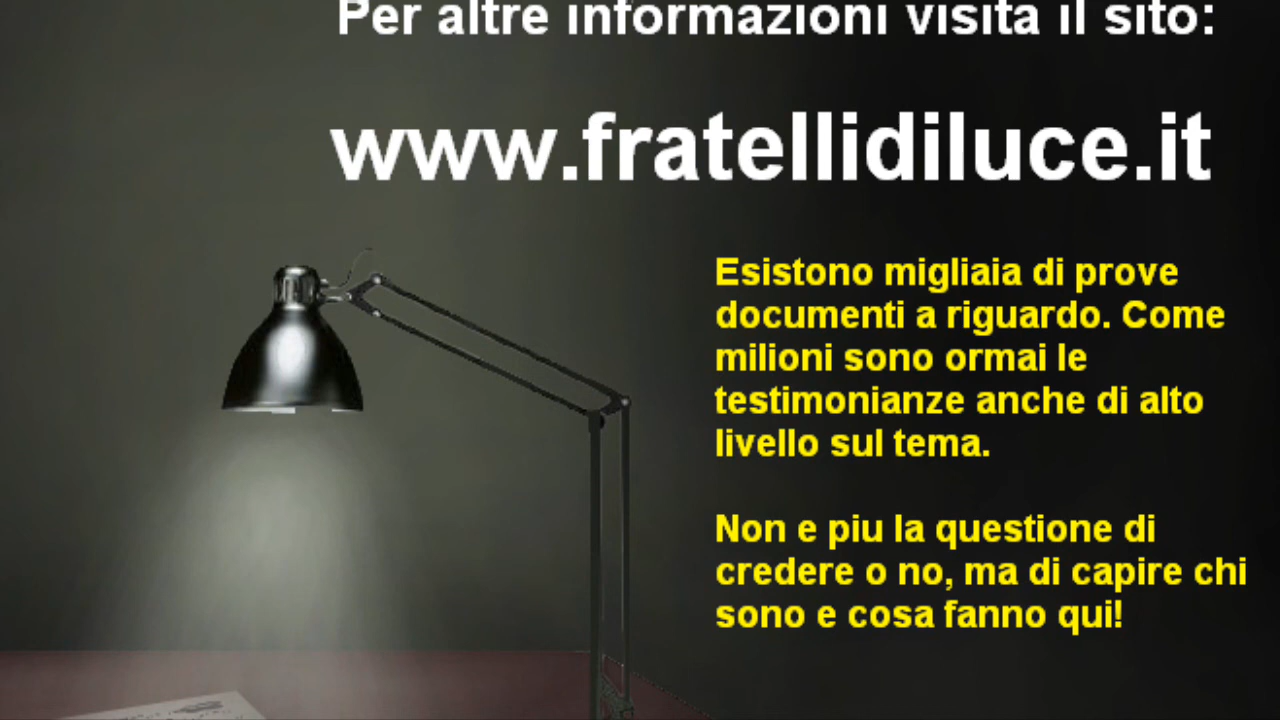 Per altre informazioni visita il sito:
www.fratellidiluce.it
Esistono migliaia di prove
documenti a riguardo. Come
milioni sono ormai le
testimonianze anche di alto
livello sul tema.
Non e piu la questione di
credere o no, ma di capire chi
sono e cosa fanno qui!